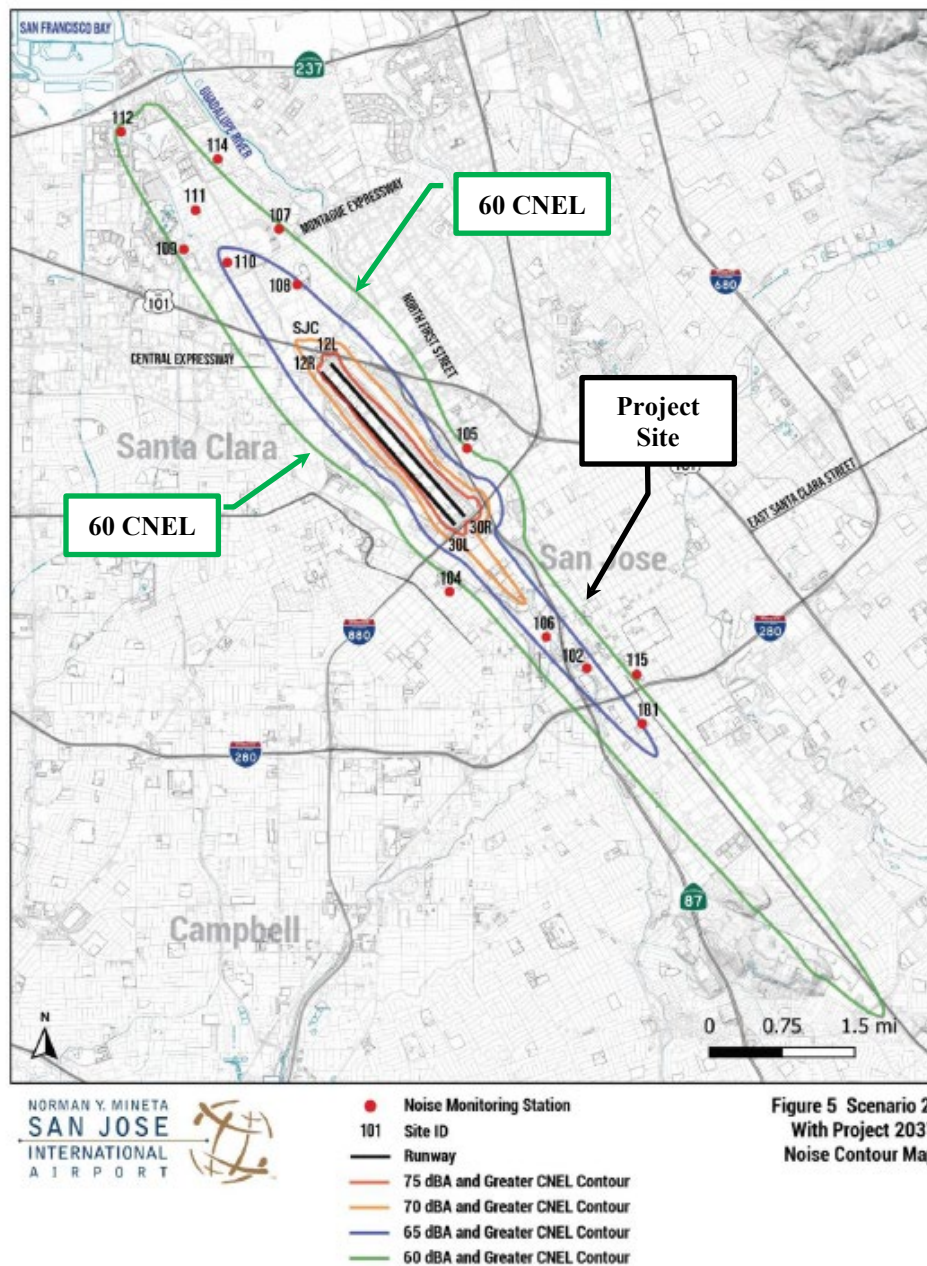 SAN FRANCISCO BAY
237
GUADALUPE RIVER
112
114
111
107
MONTAGUE EXPRESSWAY
60 CNEL
109
110
108
101
680
SJC
12L
12R
CENTRAL EXPRESSWAY
NORTH FIRST STREET
Project
Site
Santa Clara
105
EAST SANTA CLARA STREET
60 CNEL
30R
30L
San Jose
104
880
106
280
102
115
101
280
87
Campbell
N
0 0.75 1.5 mi
NORMAN Y. MINETA
SAN JOSE
INTERNATIONAL
AIRPORT
Noise Monitoring Station
101 Site ID
Runway
75 dBA and Greater CNEL Contour
70 dBA and Greater CNEL Contour
65 dBA and Greater CNEL Contour
60 dBA and Greater CNEL Contour
Figure 5 Scenario 2
With Project 203
Noise Contour Ma